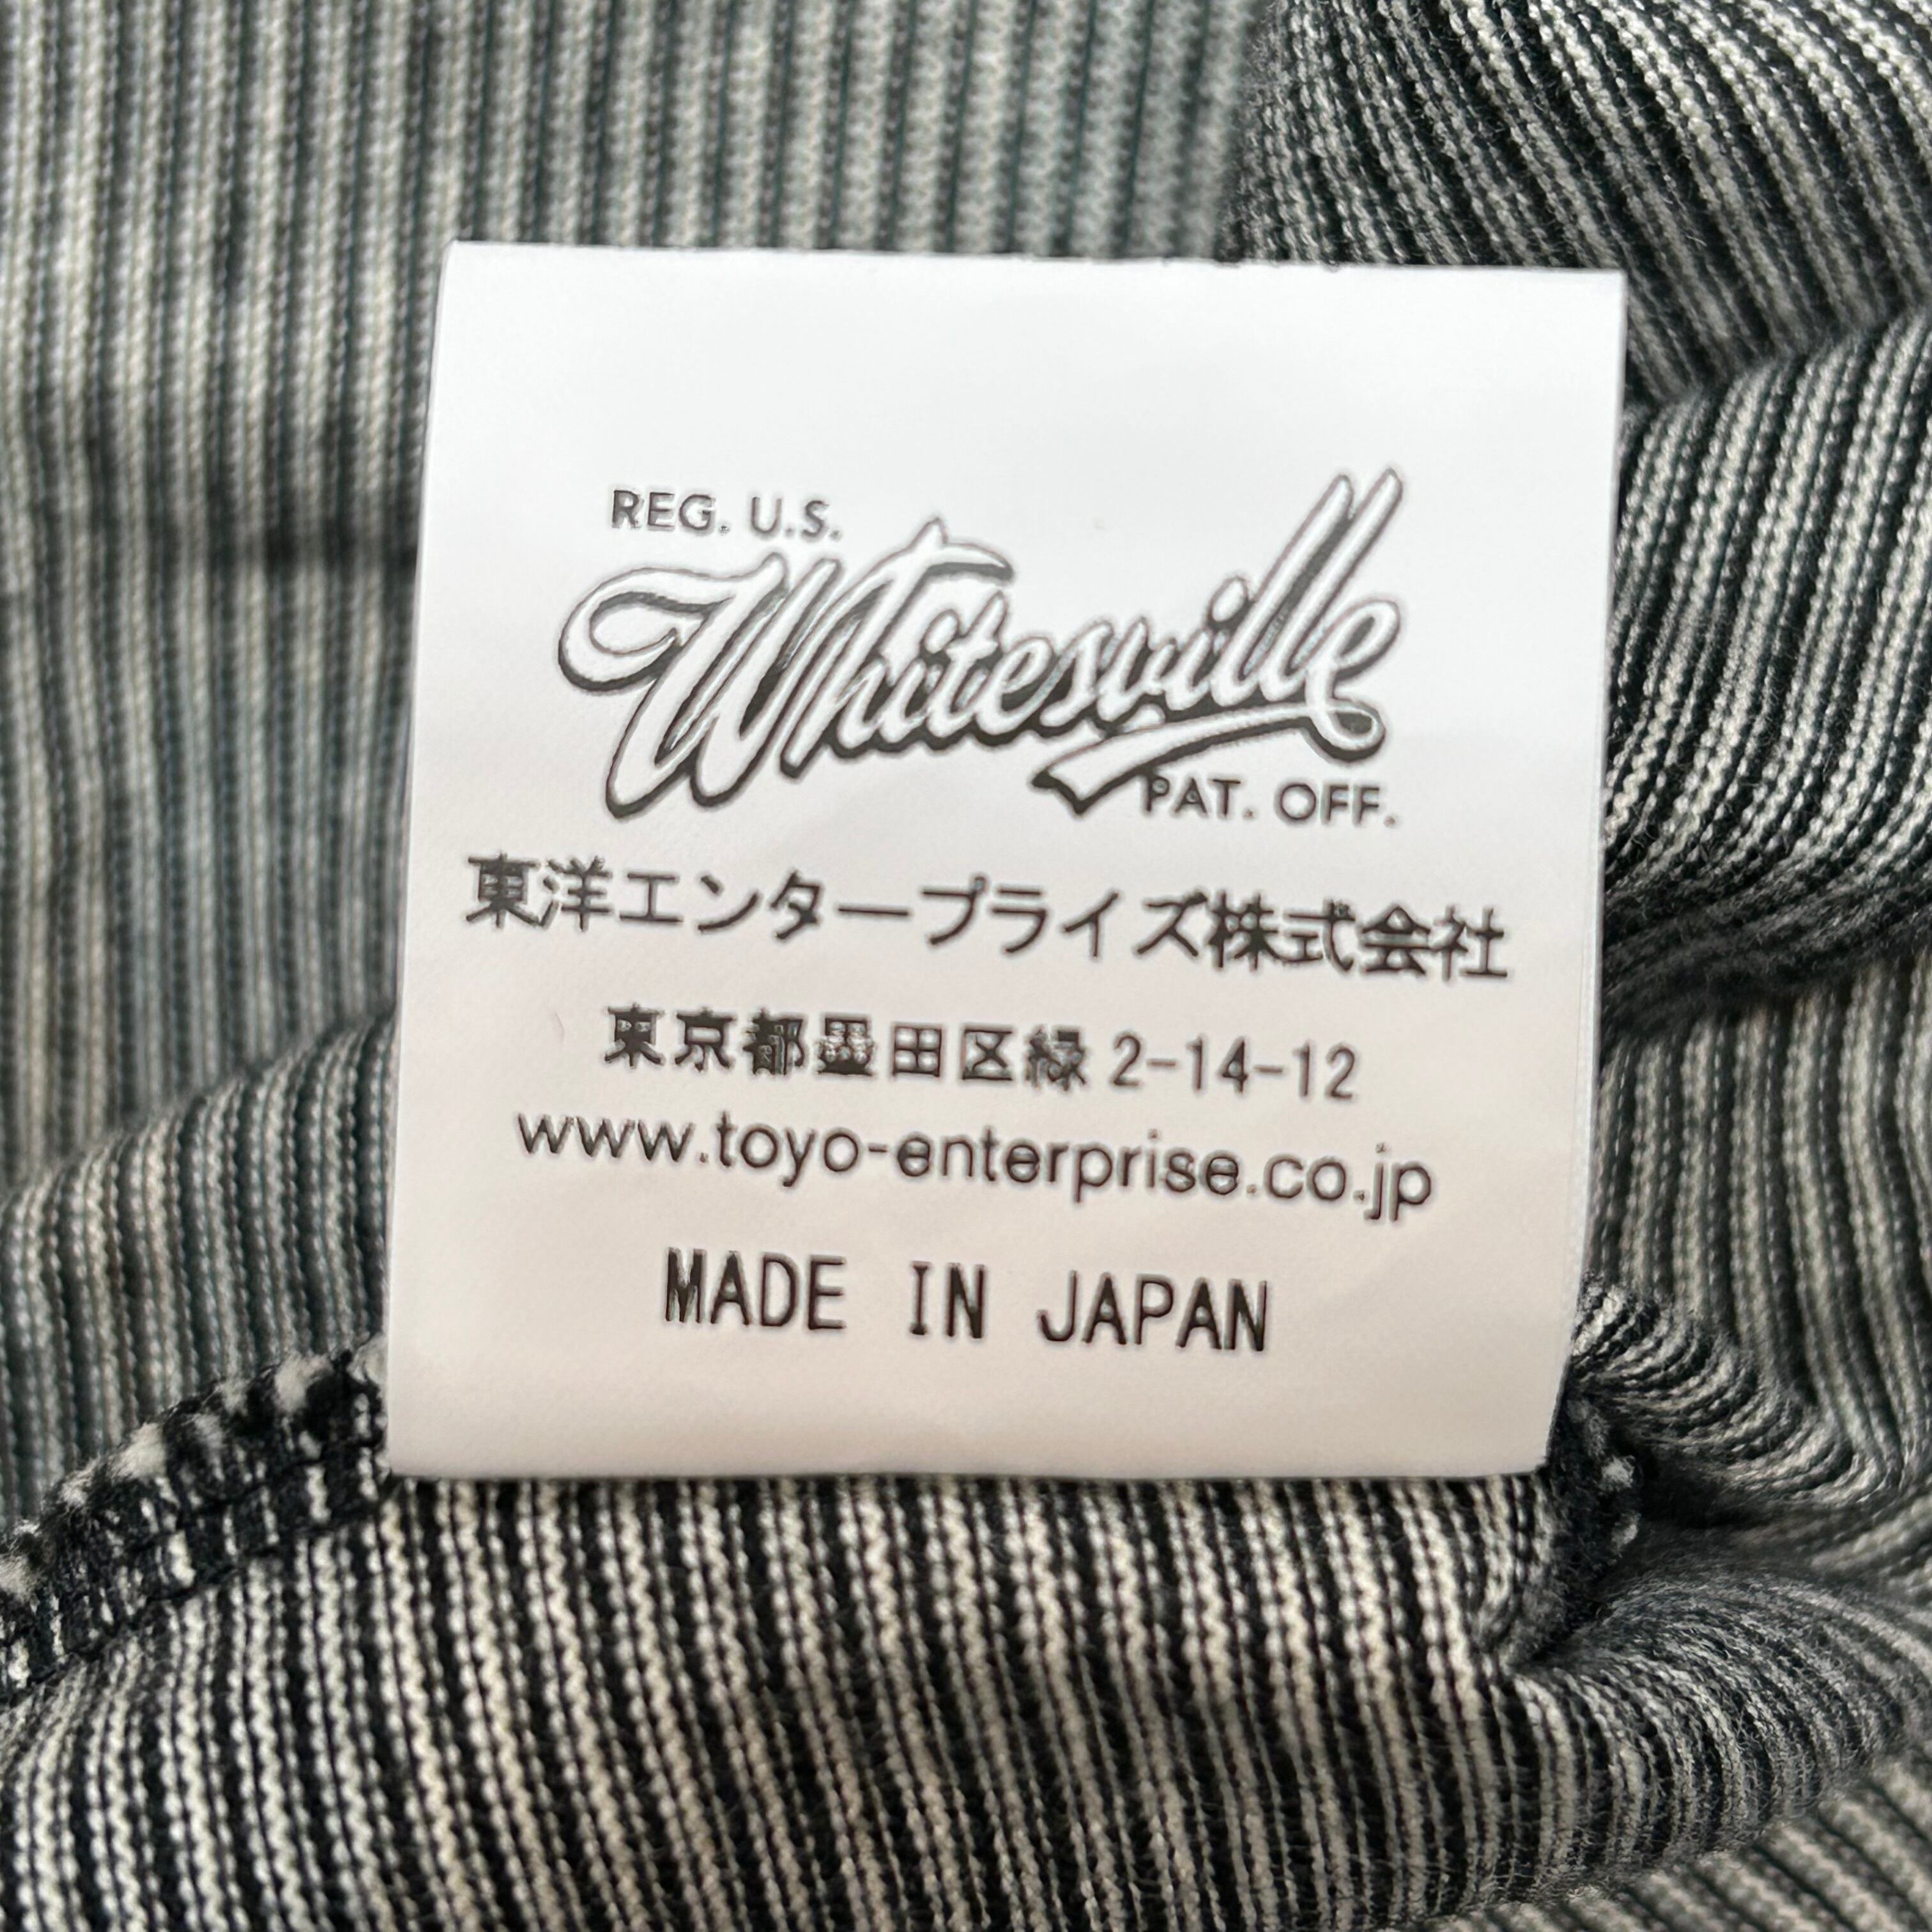 REG. U.S.
Whitesville
PAT. OFF.
東洋エンタープライズ株式会社
東京都墨田区緑2-14-12
www.toyo-enterprise.co.jp
MADE IN JAPAN